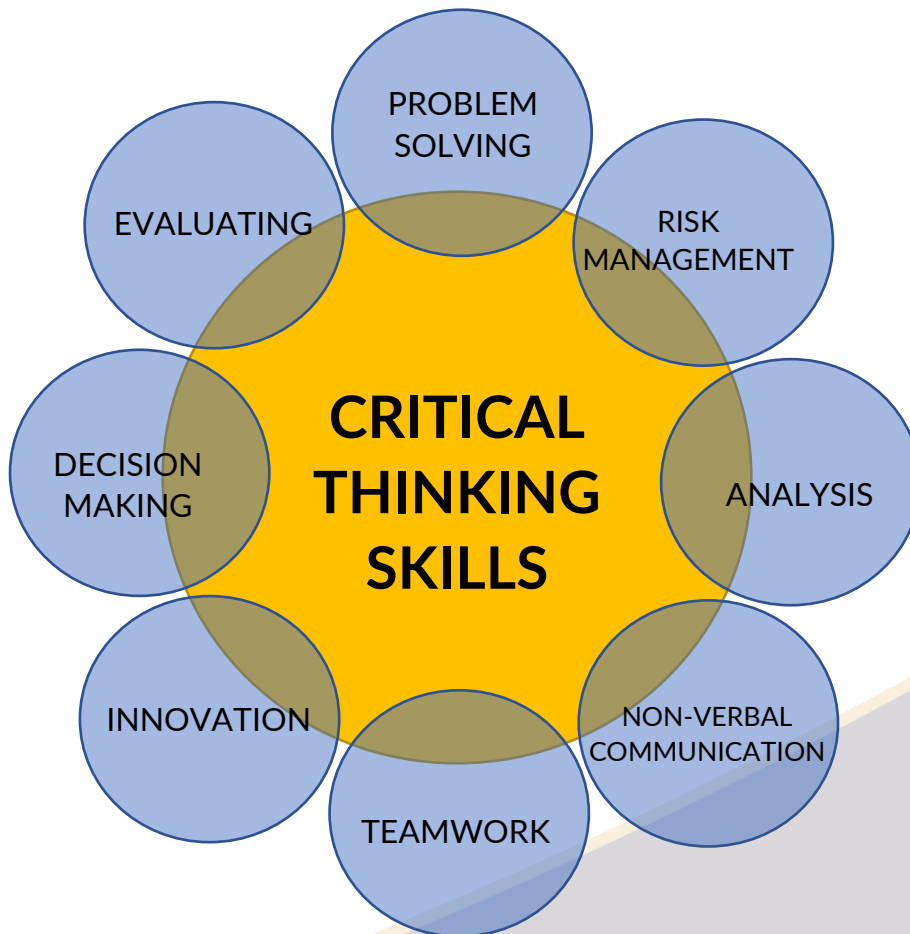 PROBLEM
SOLVING
RISK
MANAGEMENT
EVALUATING
CRITICAL
THINKING
SKILLS
DECISION
MAKING
ANALYSIS
INNOVATION
NON-VERBAL
COMMUNICATION
TEAMWORK